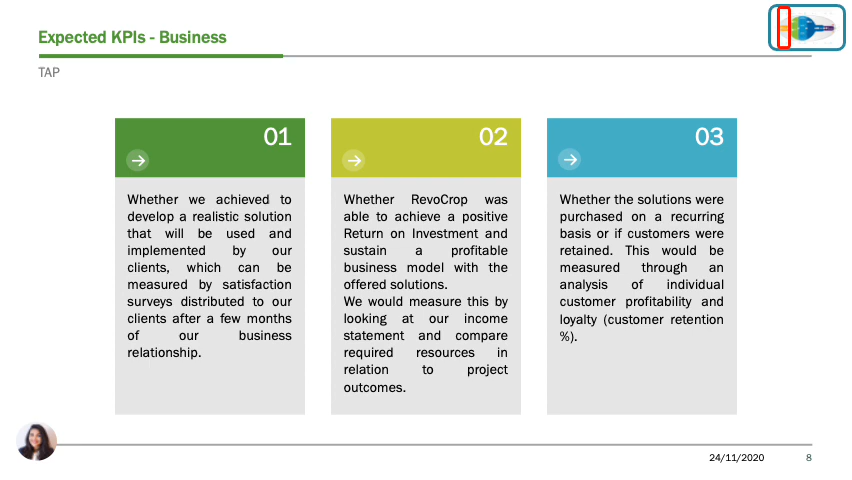 Expected KPIs - Business
TAP
01
Whether we achieved to
develop a realistic solution
that will be used and
implemented by our
clients, which can be
measured by satisfaction
surveys distributed to our
clients after a few months
of our business
relationship.
02
Whether RevoCrop was
able to achieve a positive
Return on Investment and
sustain a profitable
business model with the
offered solutions.
We would measure this by
looking at our income
statement and compare
required resources in
relation to project
outcomes.
03
Whether the solutions were
purchased on a recurring
basis or if customers were
retained. This would be
measured through an
analysis of individual
customer profitability and
loyalty (customer retention
%).
24/11/2020
8